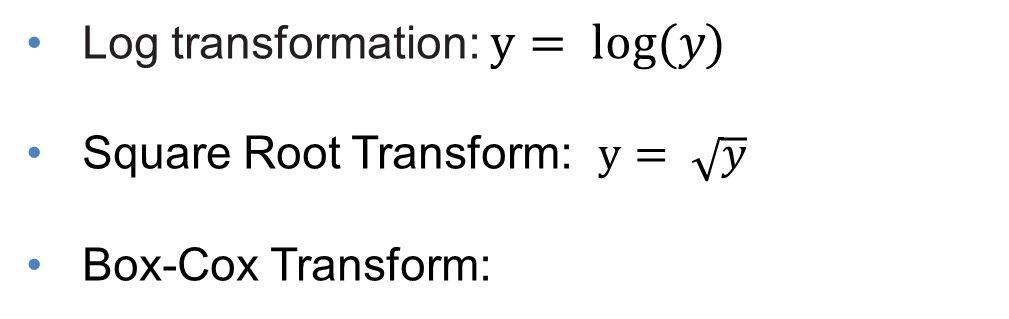 • Log transformation: y = log(y)
• Square Root Transform: y = √y
• Box-Cox Transform: